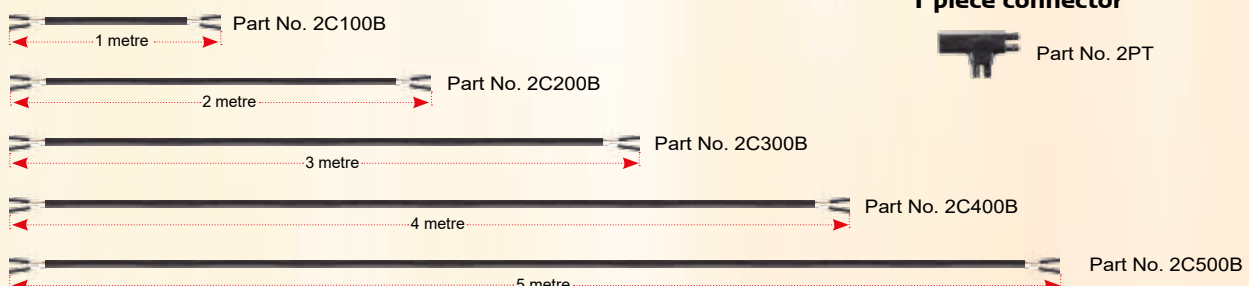 1 piece connector
Part No. 2C100B
1 metre
Part No. 2PT
Part No. 2C200B
2 metre
Part No. 2C300B
3 metre
Part No. 2C400B
4 metre
Part No. 2C500B
5 metre